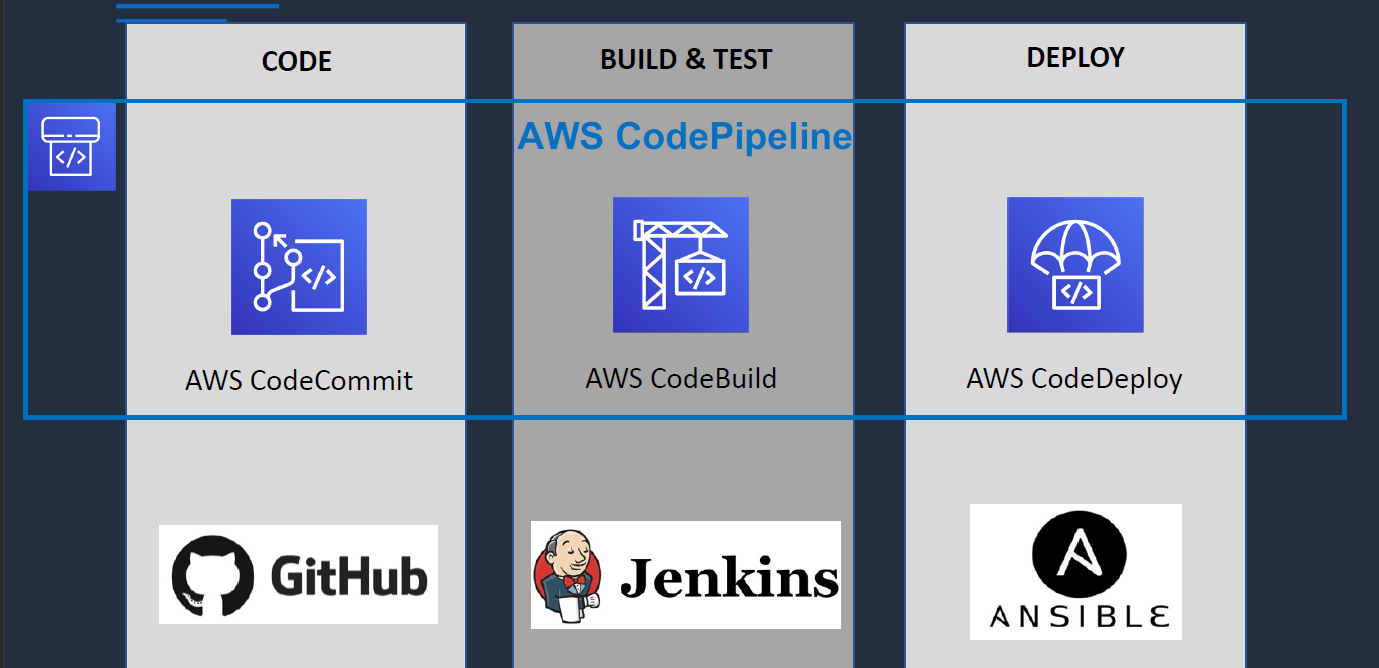 CODE
BUILD & TEST
DEPLOY
AWS CodePipeline
</>
</>
</>
</>
AWS CodeCommit
AWS CodeBuild
AWS CodeDeploy
GitHub
Jenkins
ANSIBLE